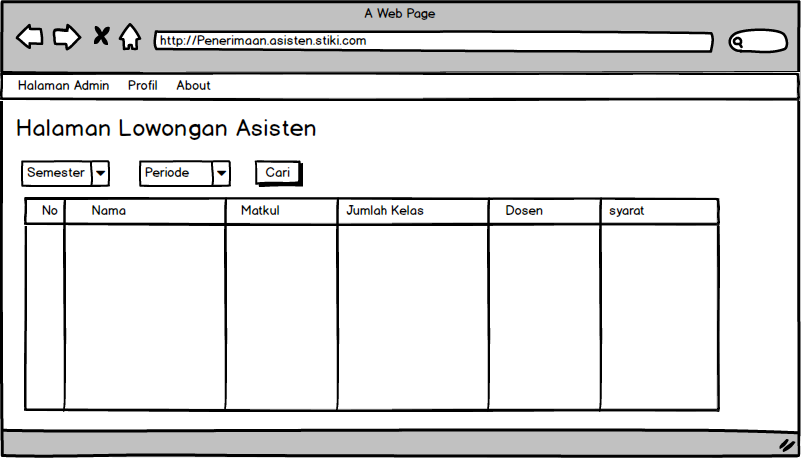 A Web Page
http://Penerimaan.asisten.stiki.com
Halaman Admin Profil About
Halaman Lowongan Asisten
Semester Periode Cari
No Nama Matkul Jumlah Kelas Dosen syarat